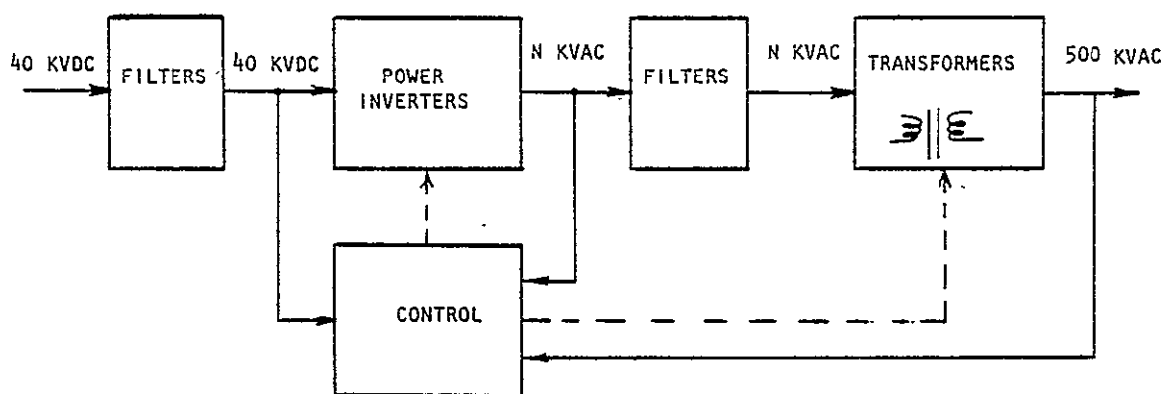 40 KVDC
FILTERS
40 KVDC
POWER
INVERTERS
N KVAC
FILTERS
N KVAC
TRANSFORMERS
500 KVAC
CONTROL